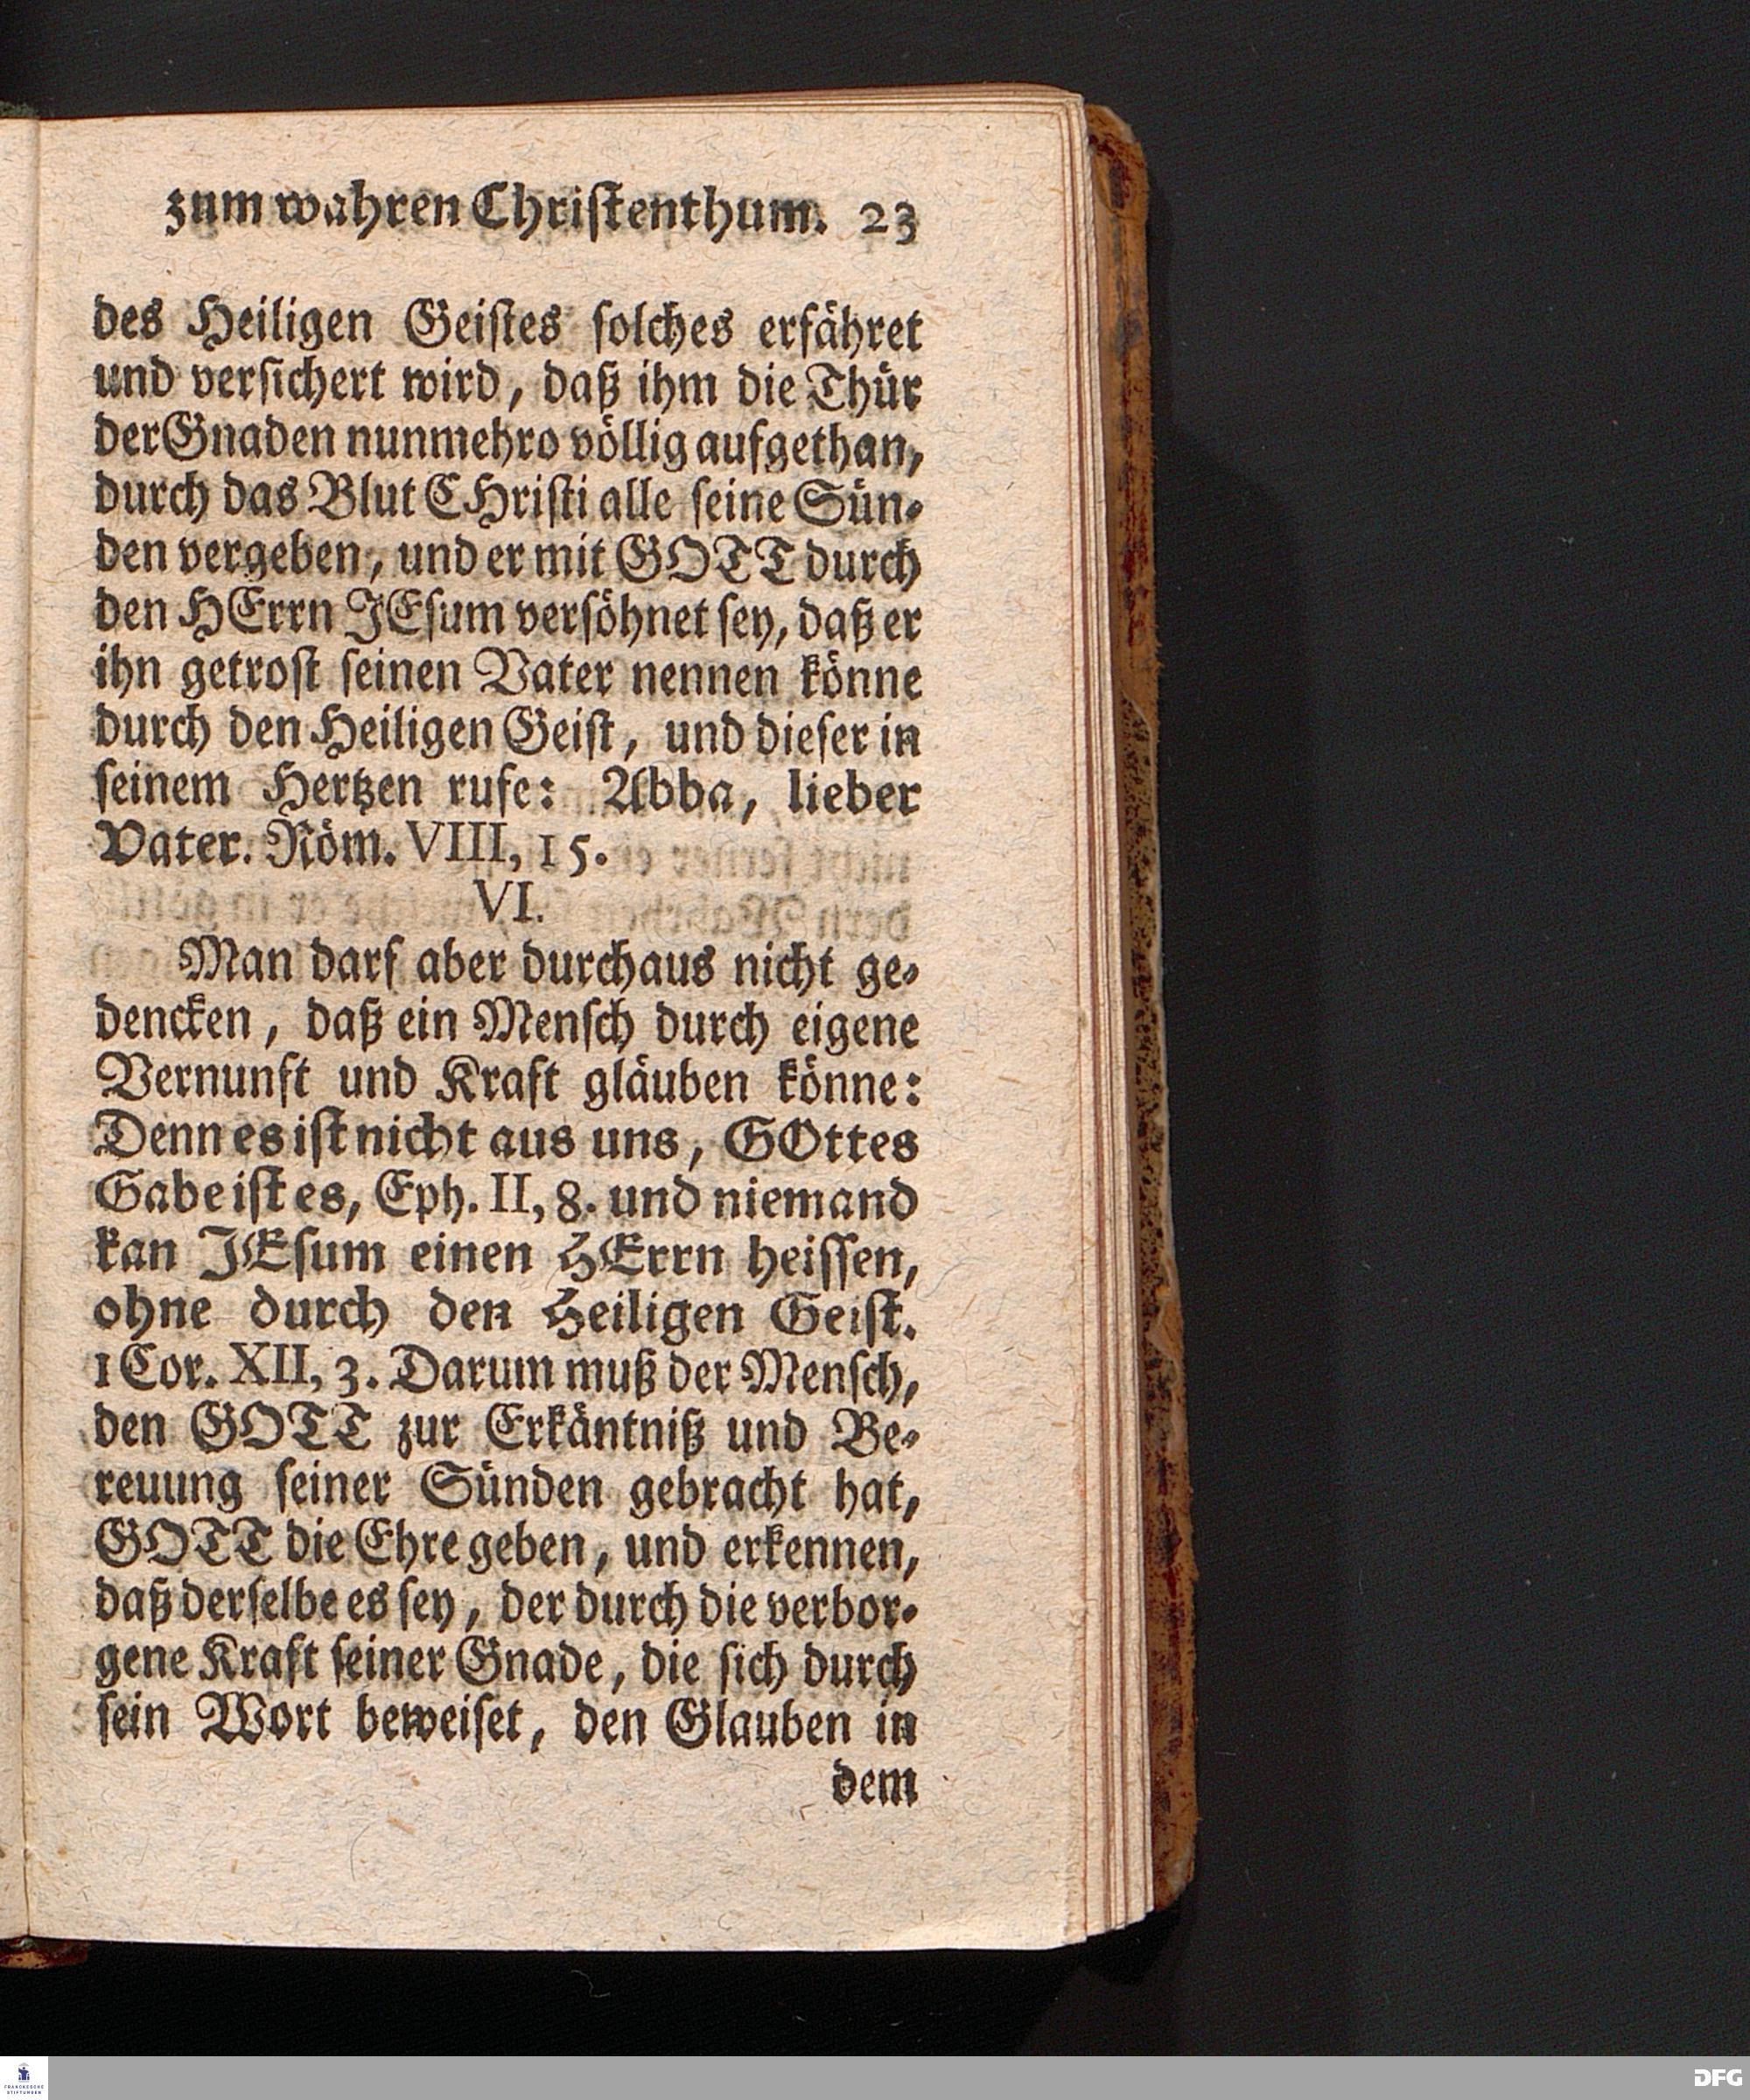 zum wahren Christenthum. 23
des Heiligen Geistes solches erfähret
und versichert wird, daß ihm die Thür
der Gnaden nunmehro völlig aufgethan,
durch das Blut CHristi alle seine Sün-
den vergeben, und er mit GOTT durch
den HErrn JEsum versöhnet sey, daß er
ihn getrost seinen Vater nennen könne
durch den Heiligen Geist, und dieser in
seinem Hertzen rufe: Abba, lieber
Vater. Röm. VIII, 15.
VI.
Man darf aber durchaus nicht ge-
dencken, daß ein Mensch durch eigene
Vernunft und Kraft gläuben könne:
Denn es ist nicht aus uns, GOttes
Gabe ist es, Eph. II, 8. und niemand
kan JEsum einen HErrn heissen,
ohne durch den Heiligen Geist.
1 Cor. XII, 3. Darum muß der Mensch,
den GOTT zur Erkäntniß und Be-
reuung seiner Sünden gebracht hat,
GOTT die Ehre geben, und erkennen,
daß derselbe es sey, der durch die verbor-
gene Kraft seiner Gnade, die sich durch
sein Wort beweiset, den Glauben in
dem
FRANCKESCHE
STIFTUNGEN
DFG